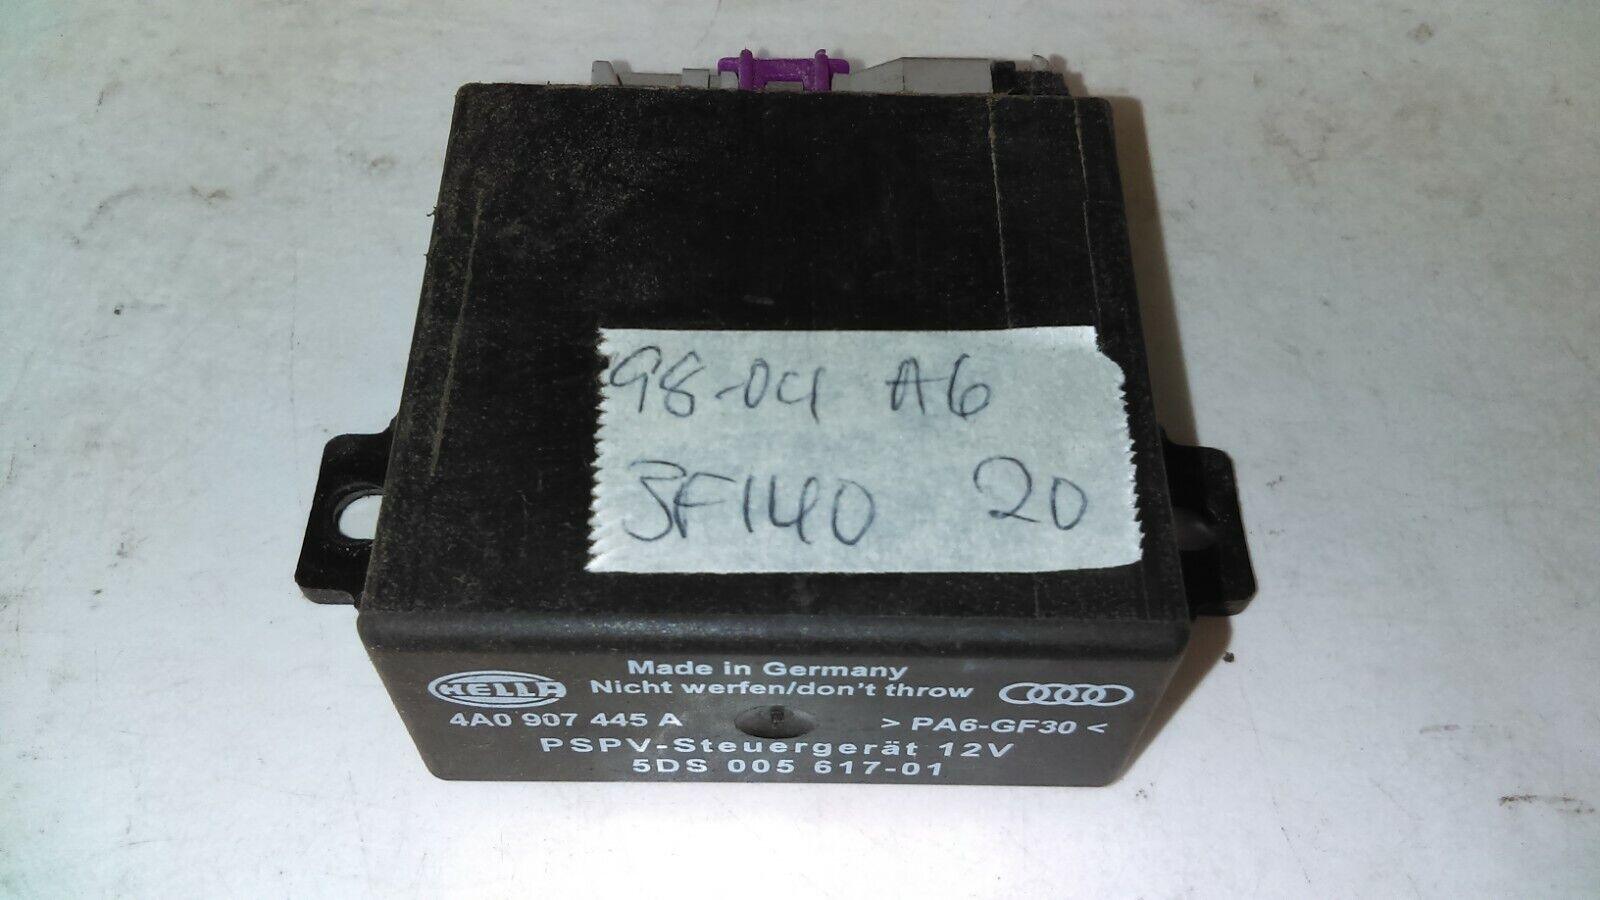 '98-04 A6
3F140 20
Made in Germany
HELLA Nicht werfen/don't throw
4A0 907 445 A > PA6-GF30 <
PSPV-Steuergerät 12V
5DS 005 617-01